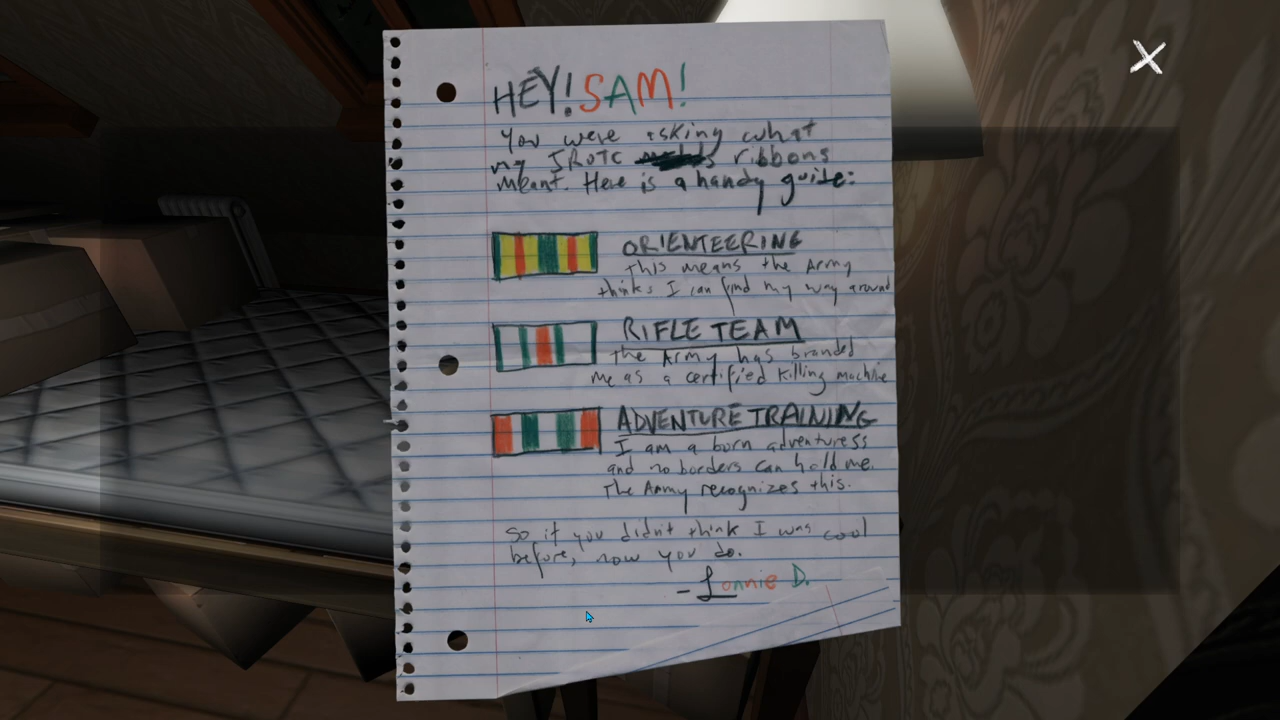 HEY! SAM!
You were asking what
my JROTC ribbons
meant. Here is a handy guide:
ORIENTEERING
This means the Army
thinks I can find my way around
RIFLE TEAM
The Army has branded
me as a certified killing machine
ADVENTURE TRAINING
I am a born adventuress
and no borders can hold me.
The Army recognizes this.
So if you didn't think I was cool
before, now you do.
- Lonnie D.